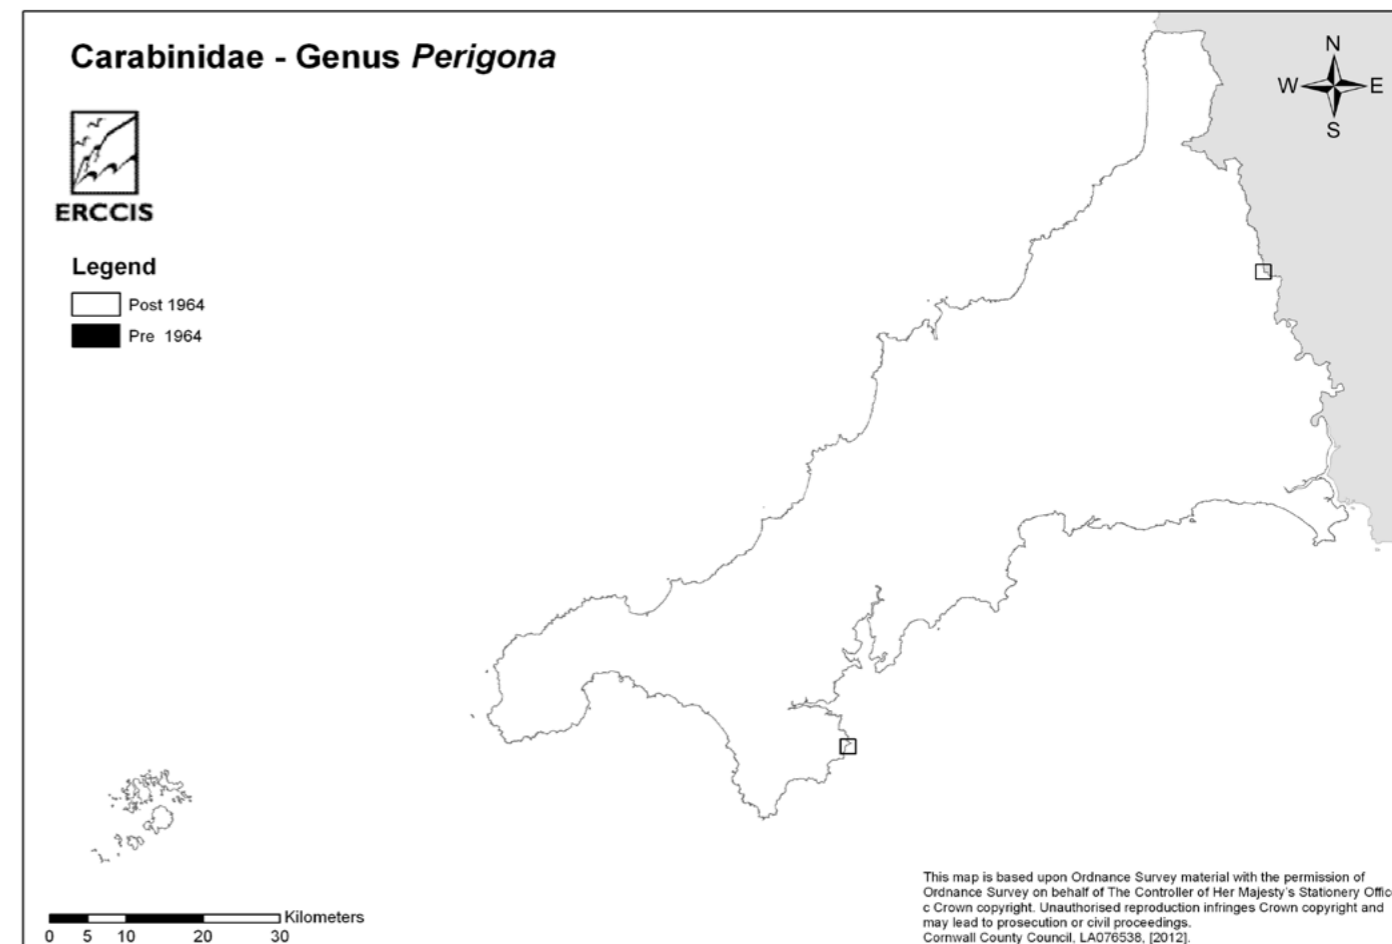 Carabinidae - Genus Perigona
N
W E
S
ERCCIS
Legend
Post 1964
Pre 1964
Kilometers
0 5 10 20 30
This map is based upon Ordnance Survey material with the permission of
Ordnance Survey on behalf of The Controller of Her Majesty's Stationery Offic
c Crown copyright. Unauthorised reproduction infringes Crown copyright and
may lead to prosecution or civil proceedings.
Cornwall County Council, LA076538, [2012].